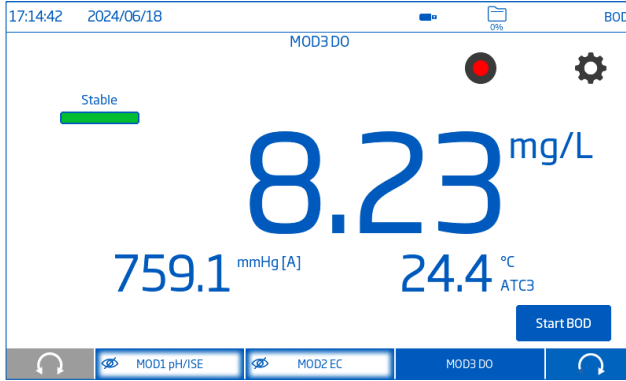 17:14:42 2024/06/18 0% BOD
MOD3 DO
Stable
8.23 mg/L
759.1 mmHg [A] 24.4 °C
ATC3
Start BOD
MOD1 pH/ISE MOD2 EC MOD3 DO